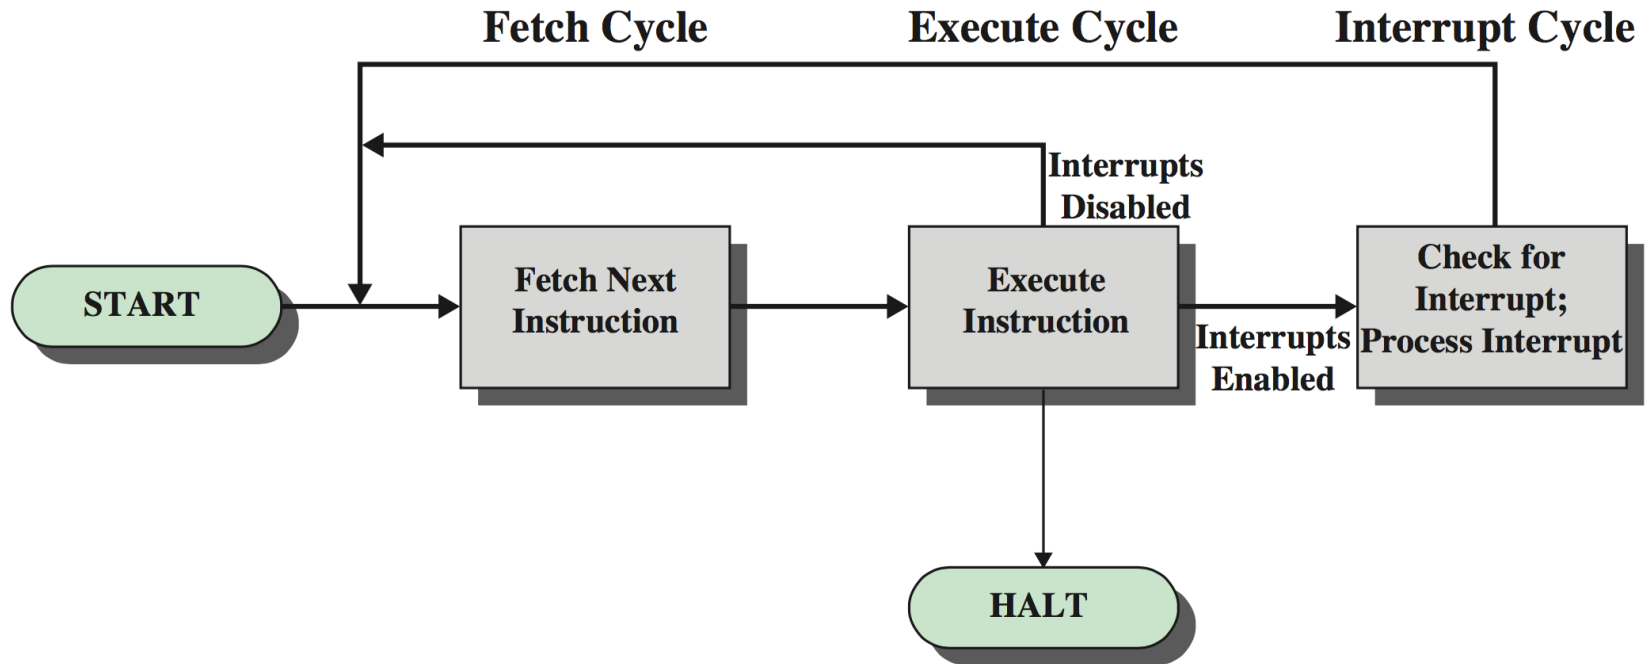 Fetch Cycle
Execute Cycle
Interrupt Cycle
Interrupts
Disabled
START
Fetch Next
Instruction
Execute
Instruction
Interrupts
Enabled
Check for
Interrupt;
Process Interrupt
HALT